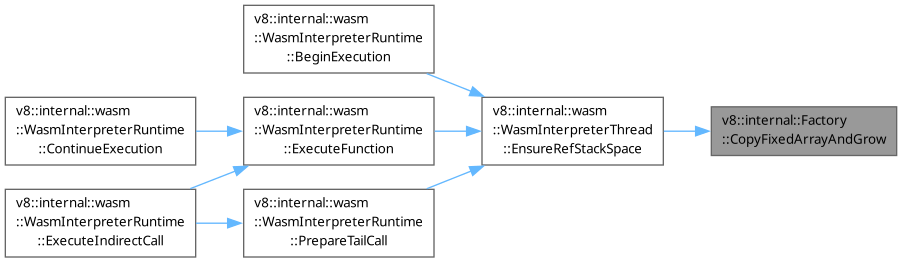 v8::internal::wasm
::WasmInterpreterRuntime
::BeginExecution
v8::internal::wasm
::WasmInterpreterRuntime
::ContinueExecution
v8::internal::wasm
::WasmInterpreterRuntime
::ExecuteFunction
v8::internal::wasm
::WasmInterpreterThread
::EnsureRefStackSpace
v8::internal::Factory
::CopyFixedArrayAndGrow
v8::internal::wasm
::WasmInterpreterRuntime
::ExecuteIndirectCall
v8::internal::wasm
::WasmInterpreterRuntime
::PrepareTailCall